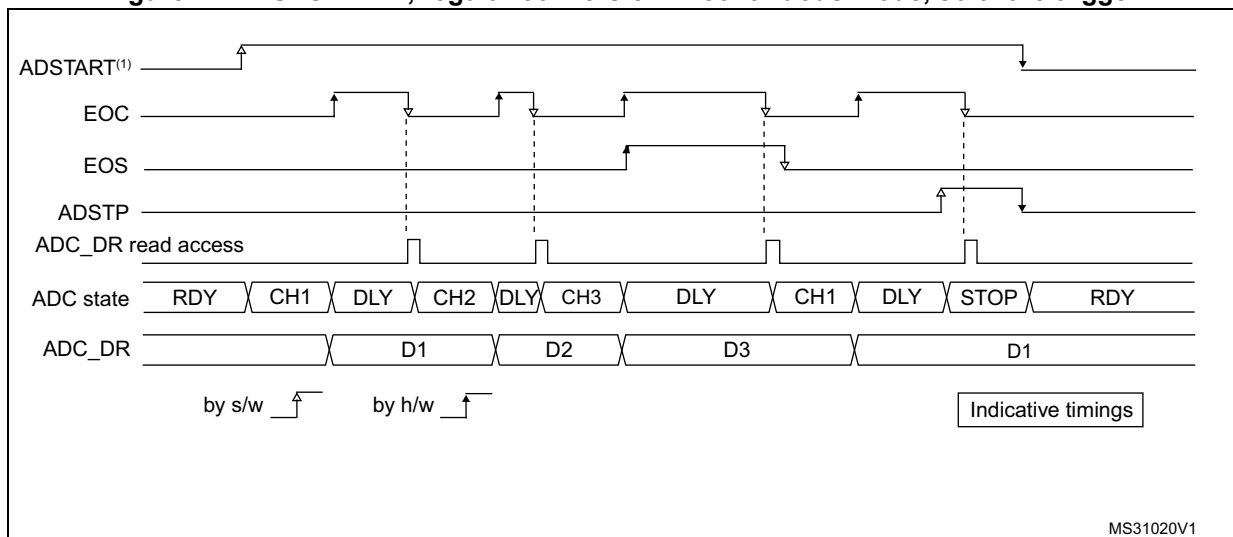 ADSTART(1)
EOC
EOS
ADSTP
ADC_DR read access
ADC state RDY CH1 DLY CH2 DLY CH3 DLY CH1 DLY STOP RDY
ADC_DR D1 D2 D3 D1
by s/w by h/w Indicative timings
MS31020V1